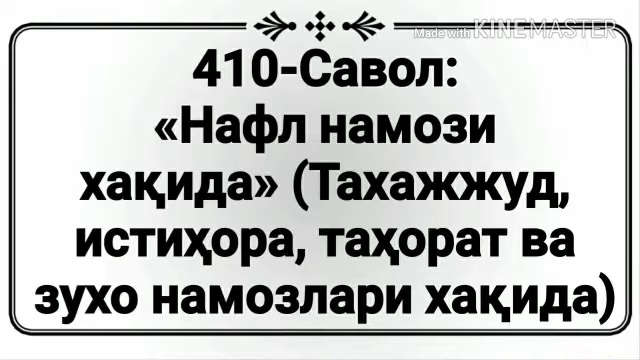 Made with KINEMASTER
410-Савол:
«Нафл намози
хақида» (Тахажжуд,
истиҳора, таҳорат ва
зухо намозлари хақида)